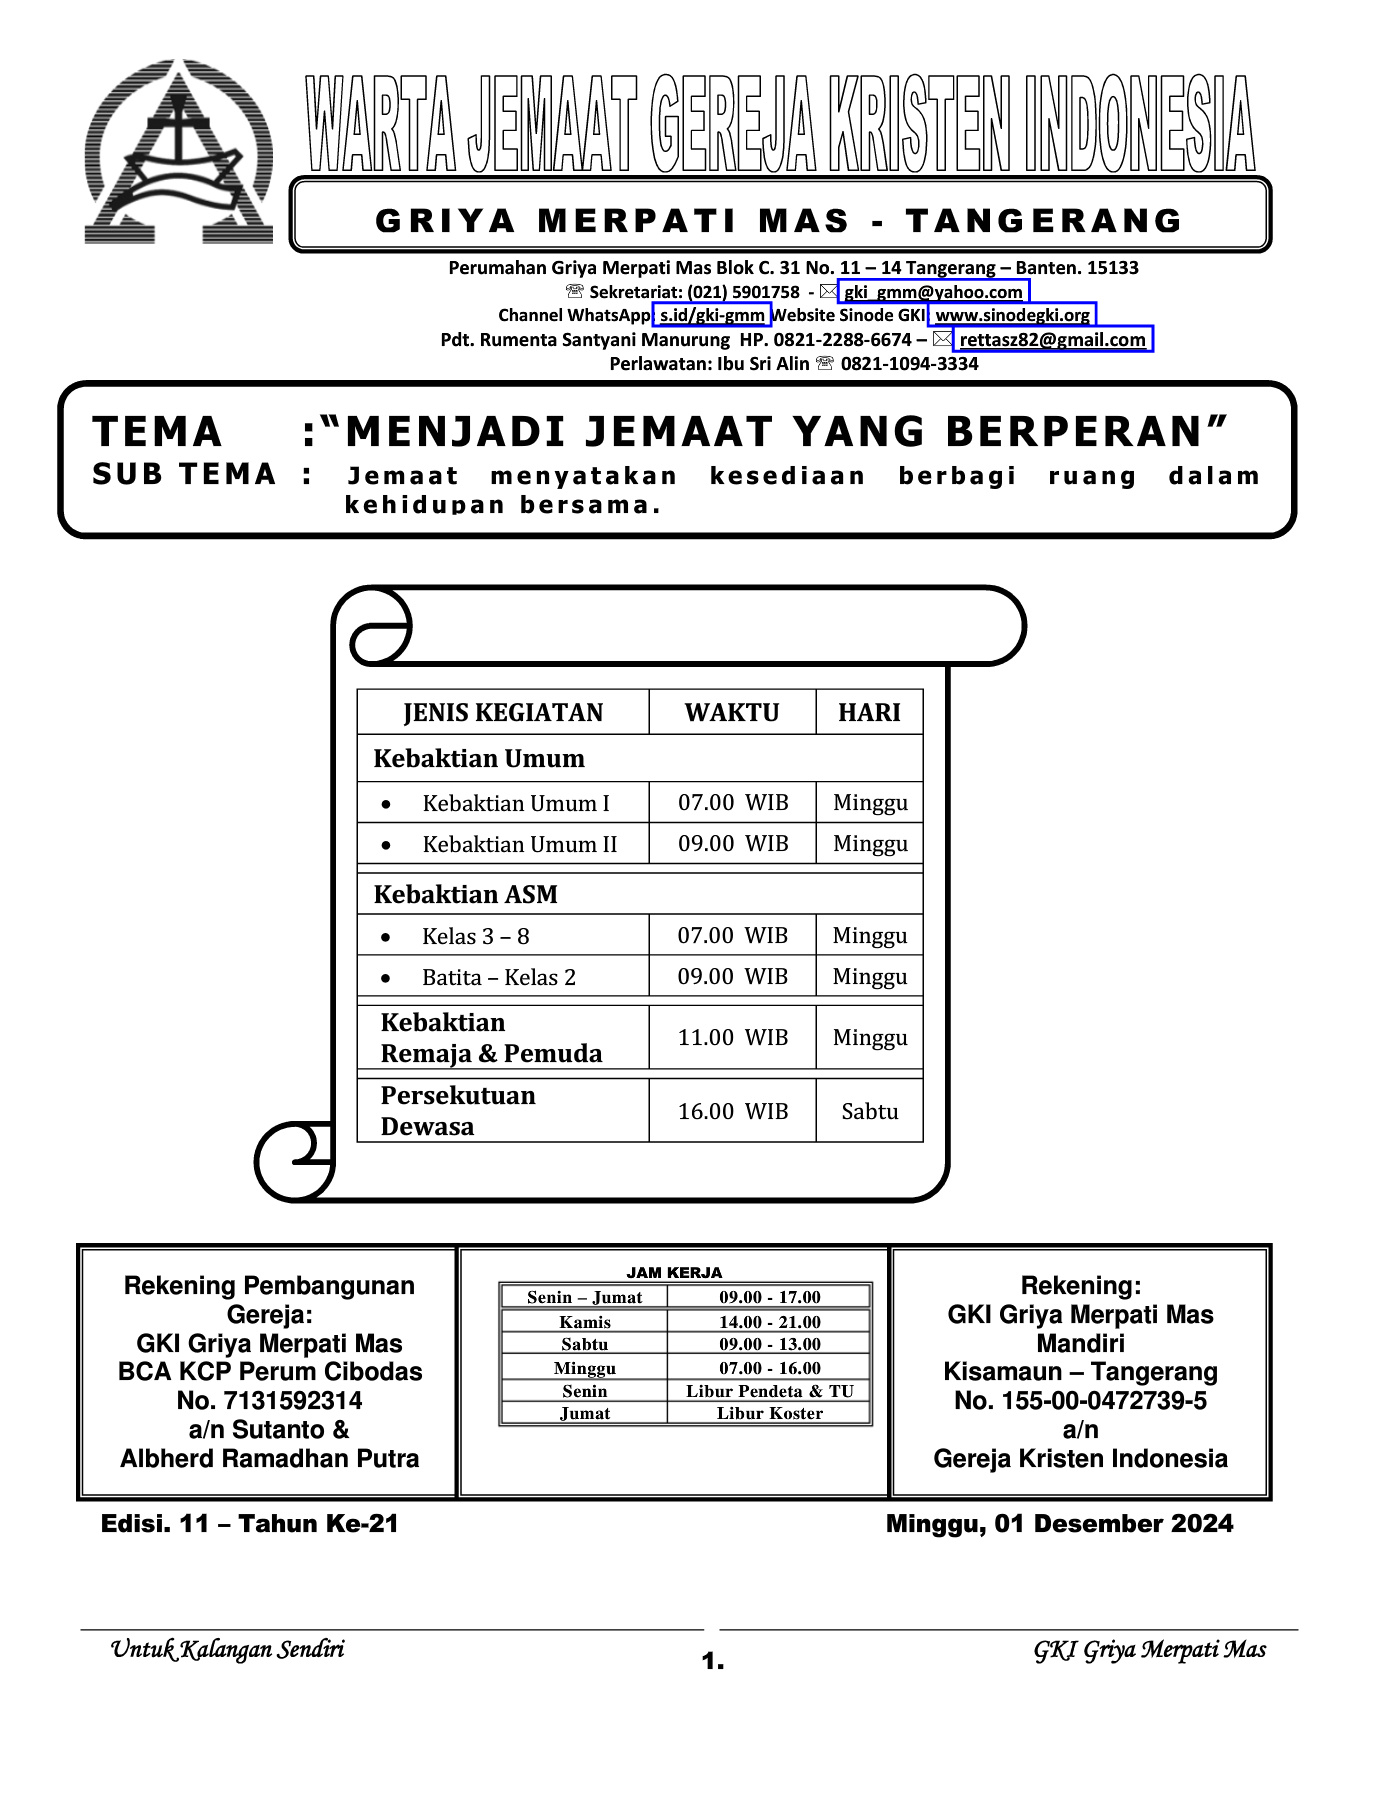 WARTA JEMAAT GEREJA KRISTEN INDONESIA
GRIYA MERPATI MAS - TANGERANG
Perumahan Griya Merpati Mas Blok C. 31 No. 11 – 14 Tangerang – Banten. 15133
☏ Sekretariat: (021) 5901758 - ✉ gki_gmm@yahoo.com
Channel WhatsApp: s.id/gki-gmm Website Sinode GKI: www.sinodegki.org
Pdt. Rumenta Santyani Manurung HP. 0821-2288-6674 – ✉ rettasz82@gmail.com
Perlawatan: Ibu Sri Alin ☏ 0821-1094-3334
TEMA :“MENJADI JEMAAT YANG BERPERAN”
SUB TEMA : Jemaat menyatakan kesediaan berbagi ruang dalam
kehidupan bersama.
JENIS KEGIATAN WAKTU HARI
Kebaktian Umum
• Kebaktian Umum I 07.00 WIB Minggu
• Kebaktian Umum II 09.00 WIB Minggu
Kebaktian ASM
• Kelas 3 – 8 07.00 WIB Minggu
• Batita – Kelas 2 09.00 WIB Minggu
Kebaktian
Remaja & Pemuda 11.00 WIB Minggu
Persekutuan
Dewasa 16.00 WIB Sabtu
Rekening Pembangunan
Gereja:
GKI Griya Merpati Mas
BCA KCP Perum Cibodas
No. 7131592314
a/n Sutanto &
Albherd Ramadhan Putra
JAM KERJA
Senin – Jumat 09.00 - 17.00
Kamis 14.00 - 21.00
Sabtu 09.00 - 13.00
Minggu 07.00 - 16.00
Senin Libur Pendeta & TU
Jumat Libur Koster
Rekening:
GKI Griya Merpati Mas
Mandiri
Kisamaun – Tangerang
No. 155-00-0472739-5
a/n
Gereja Kristen Indonesia
Edisi. 11 – Tahun Ke-21 Minggu, 01 Desember 2024
Untuk Kalangan Sendiri GKI Griya Merpati Mas
1.